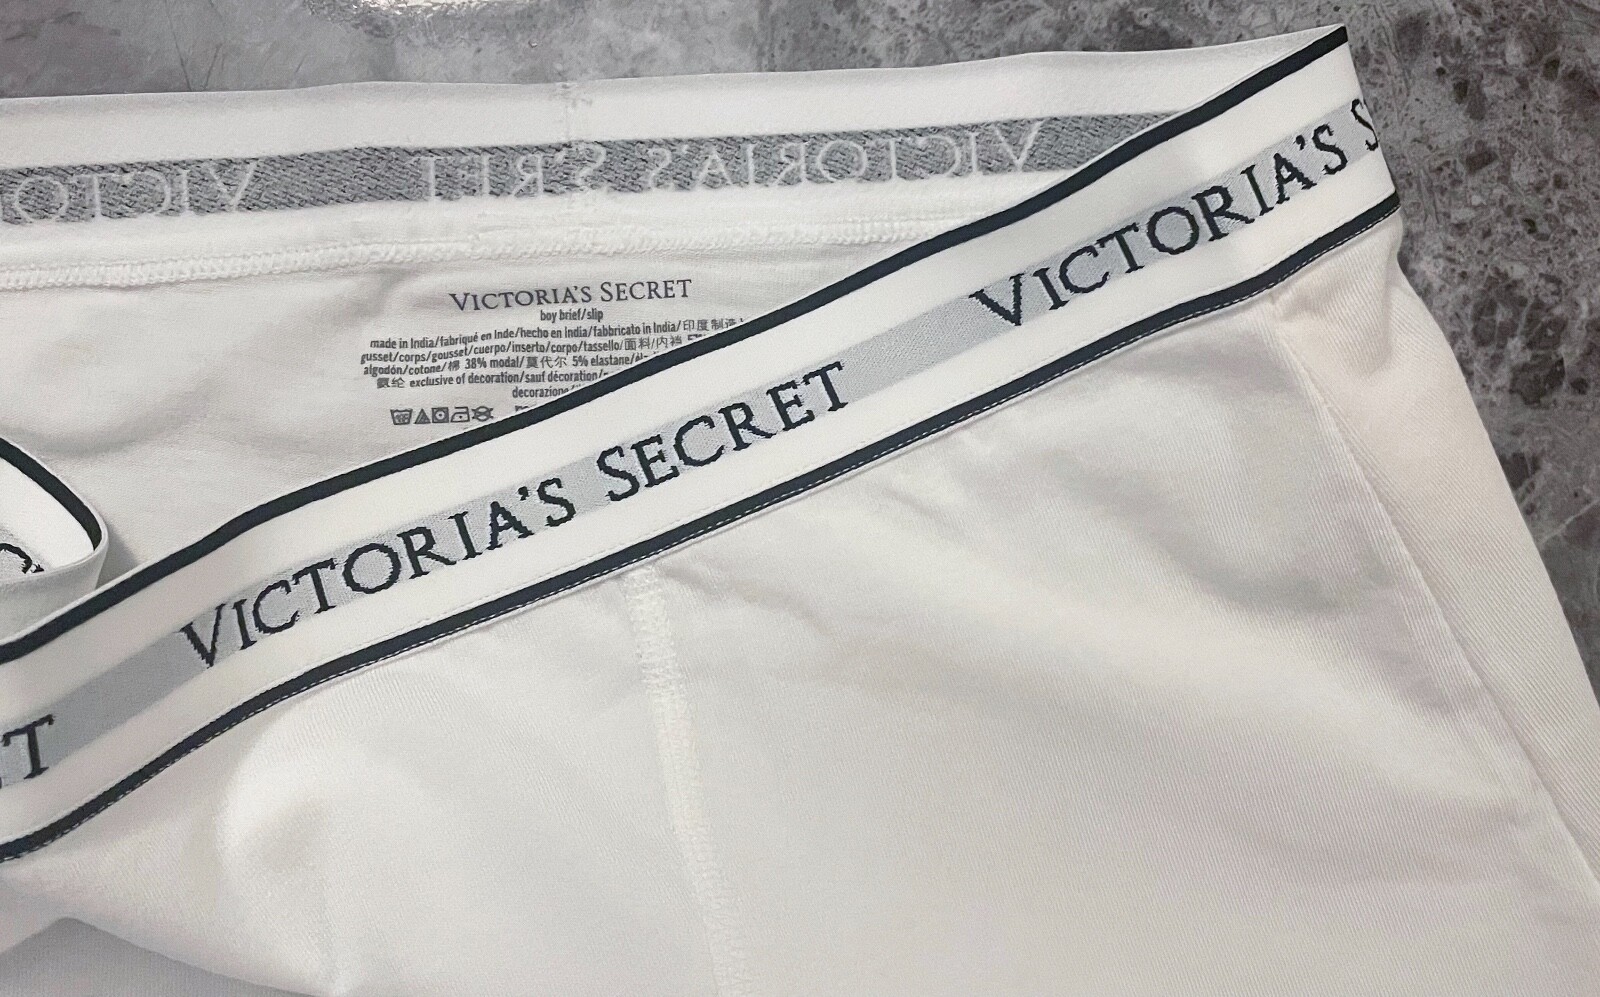 VICTORIA'S SECRET
VICTORIA'S SECRET
boy brief/slip
made in India/fabriqué en Inde/hecho en India/fabbricato in India/印度制造
gusset/corps/gousset/cuerpo/inserto/corpo/tassello/面料/内裆
algodón/cotone/棉 38% modal/莫代尔 5% elastane
氨纶 exclusive of decoration/sauf décoration/
decorazione
VICTORIA'S S
VICTORIA'S SECRET
T